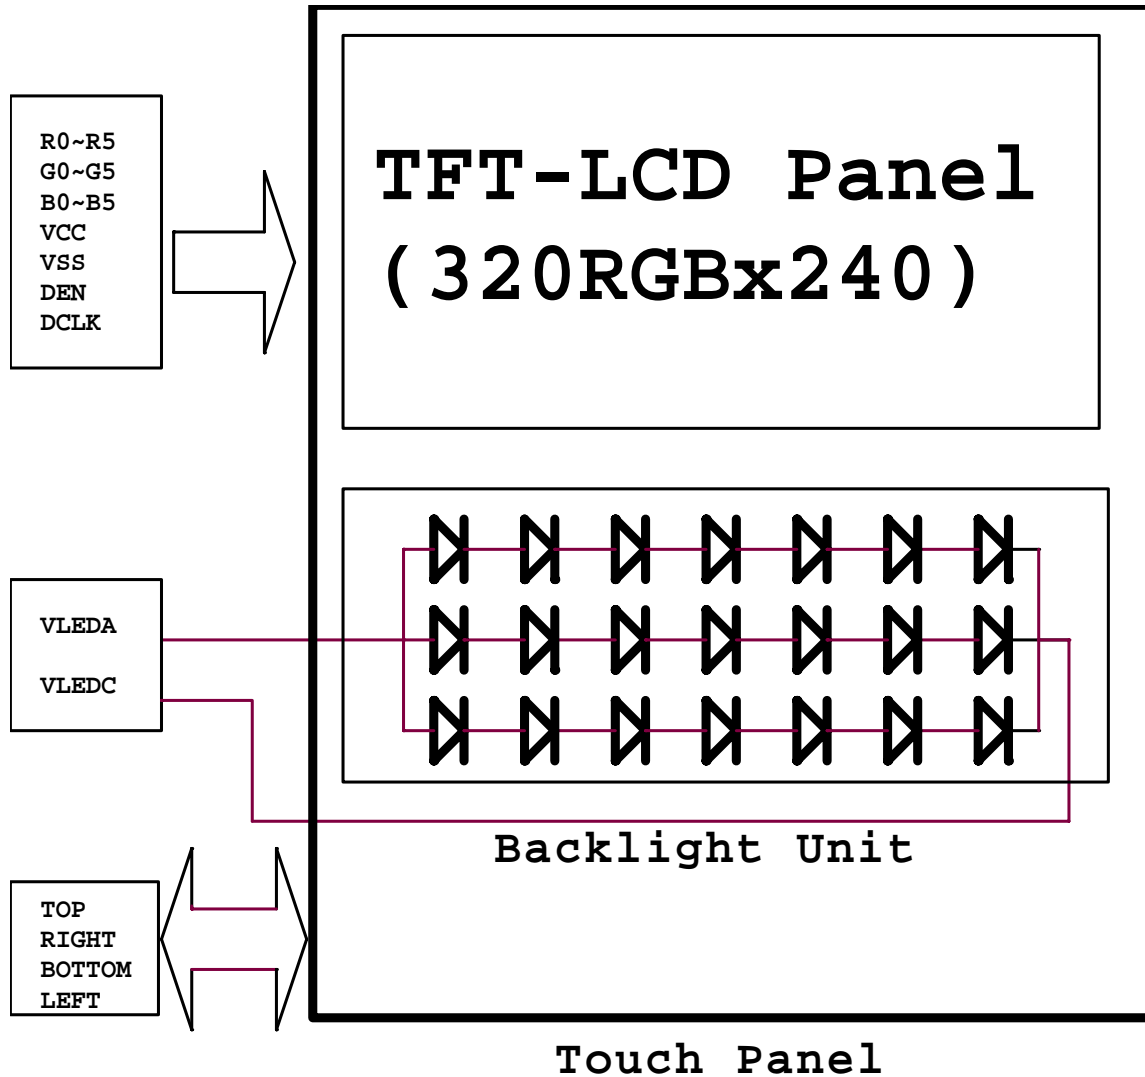 R0~R5
G0~G5
B0~B5
VCC
VSS
DEN
DCLK
TFT-LCD Panel
(320RGBx240)
VLEDA
VLEDC
Backlight Unit
TOP
RIGHT
BOTTOM
LEFT
Touch Panel